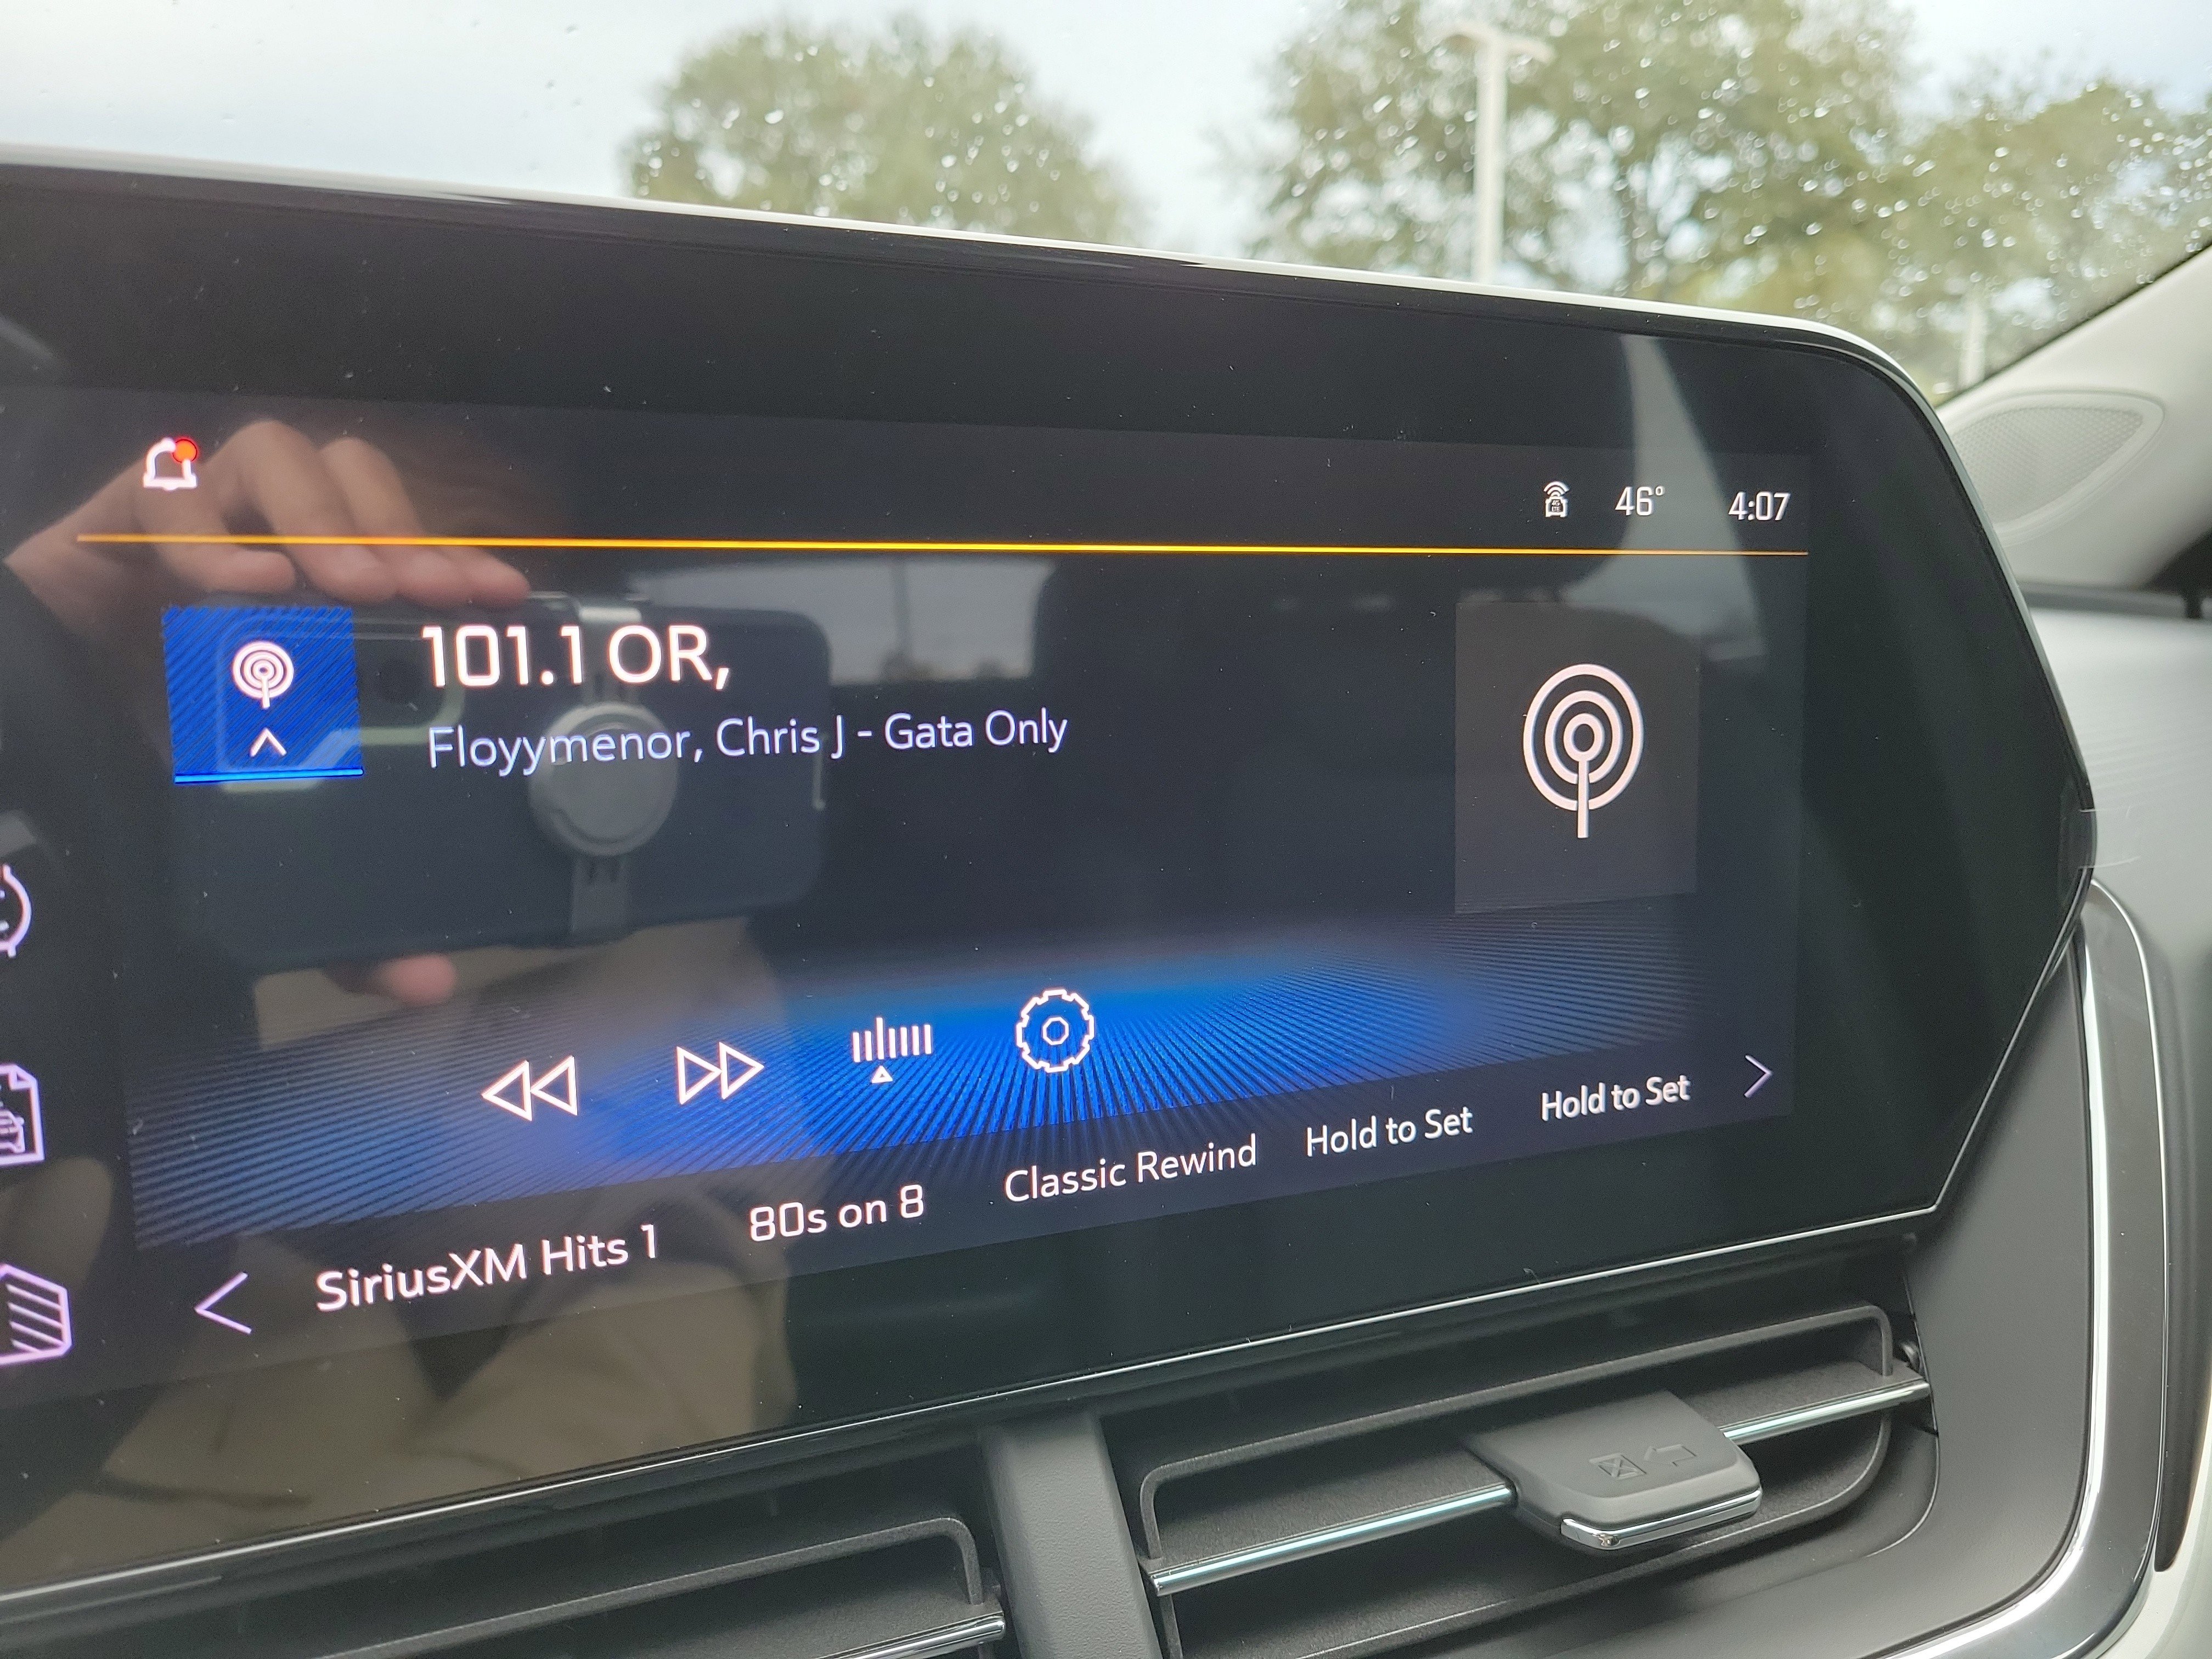 46° 4:07
101.1 OR,
Floyymenor, Chris J - Gata Only
SiriusXM Hits 1 80s on 8 Classic Rewind Hold to Set Hold to Set